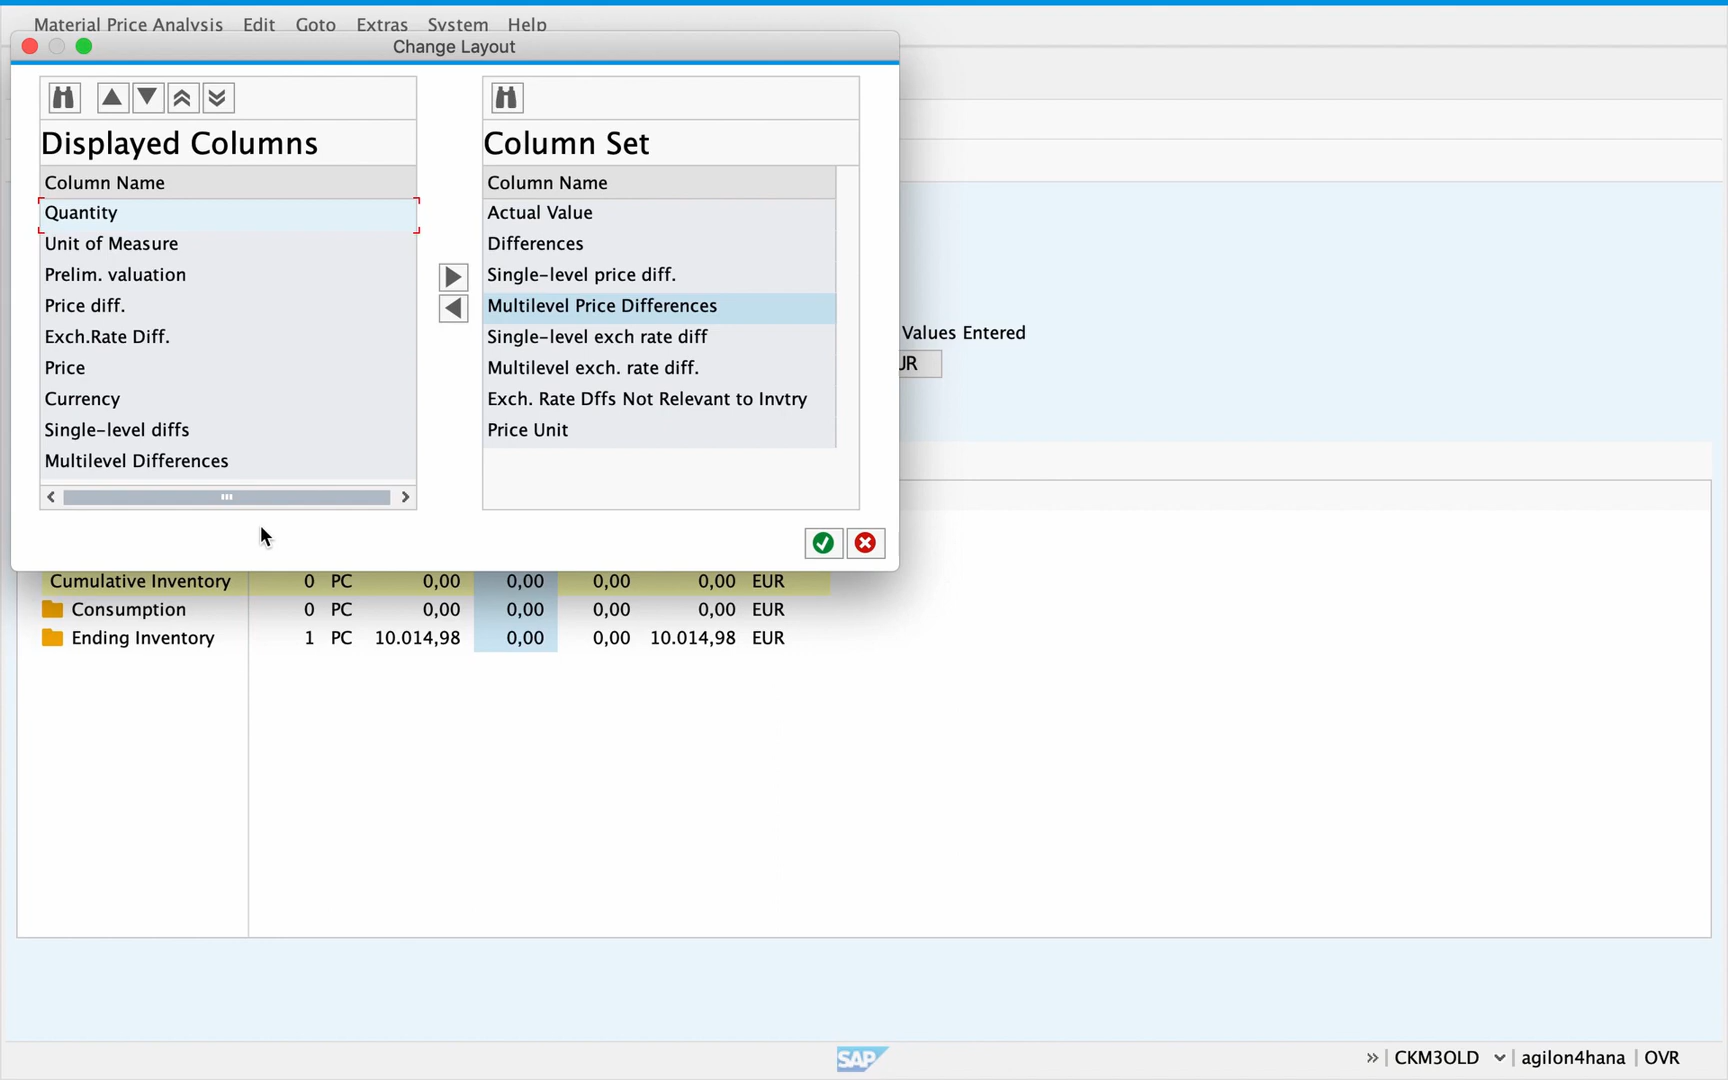 Material Price Analysis Edit Goto Extras System Help
Change Layout
Displayed Columns
Column Name
Quantity
Unit of Measure
Prelim. valuation
Price diff.
Exch.Rate Diff.
Price
Currency
Single-level diffs
Multilevel Differences
Column Set
Column Name
Actual Value
Differences
Single-level price diff.
Multilevel Price Differences
Single-level exch rate diff
Multilevel exch. rate diff.
Exch. Rate Dffs Not Relevant to Invtry
Price Unit
Values Entered
UR
Cumulative Inventory 0 PC 0,00 0,00 0,00 0,00 EUR
Consumption 0 PC 0,00 0,00 0,00 0,00 EUR
Ending Inventory 1 PC 10.014,98 0,00 0,00 10.014,98 EUR
SAP
CKM3OLD agilon4hana OVR